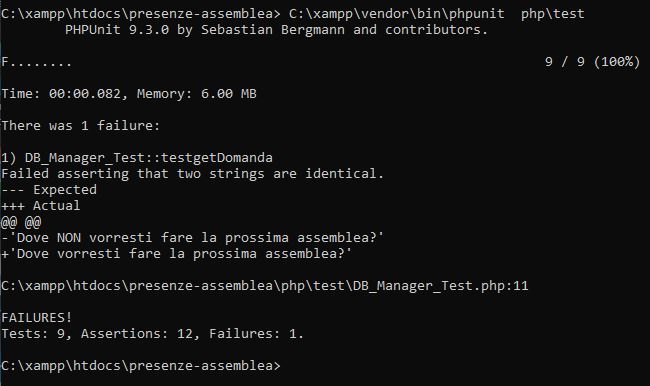 C:\xampp\htdocs\presenze-assemblea> C:\xampp\vendor\bin\phpunit  php\test
PHPUnit 9.3.0 by Sebastian Bergmann and contributors.
F........                                                           9 / 9 (100%)
Time: 00:00.082, Memory: 6.00 MB
There was 1 failure:
1) DB_Manager_Test::testgetDomanda
Failed asserting that two strings are identical.
--- Expected
+++ Actual
@@ @@
-'Dove NON vorresti fare la prossima assemblea?'
+'Dove vorresti fare la prossima assemblea?'
C:\xampp\htdocs\presenze-assemblea\php\test\DB_Manager_Test.php:11
FAILURES!
Tests: 9, Assertions: 12, Failures: 1.
C:\xampp\htdocs\presenze-assemblea>